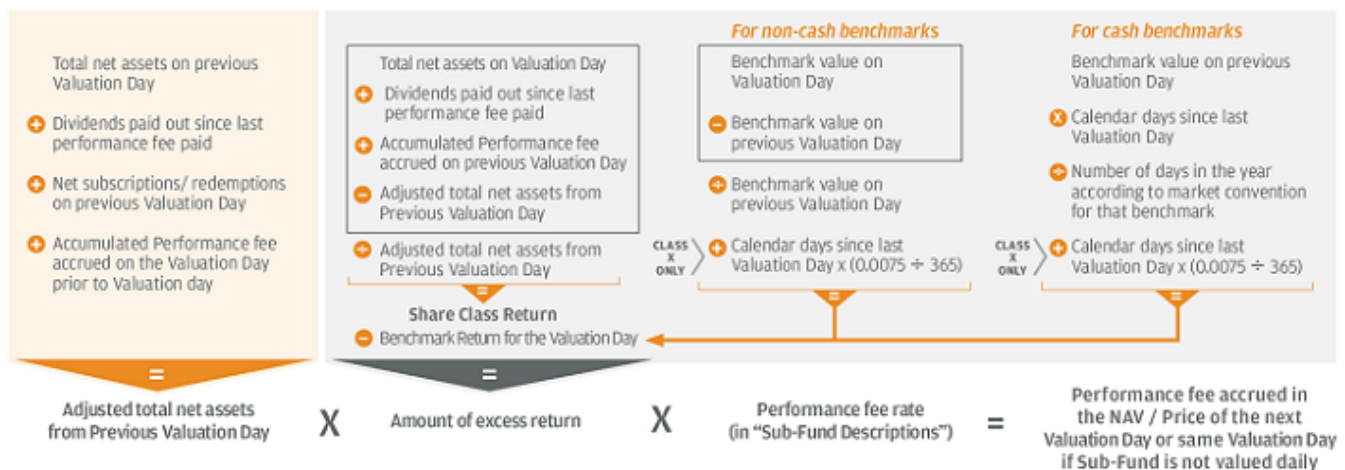 Total net assets on previous
Valuation Day
+ Dividends paid out since last
performance fee paid
+ Net subscriptions/ redemptions
on previous Valuation Day
+ Accumulated Performance fee
accrued on the Valuation Day
prior to Valuation day
=
Adjusted total net assets
from Previous Valuation Day
X
Total net assets on Valuation Day
+ Dividends paid out since last
performance fee paid
+ Accumulated Performance fee
accrued on previous Valuation Day
− Adjusted total net assets from
Previous Valuation Day
÷ Adjusted total net assets from
Previous Valuation Day
=
Share Class Return
− Benchmark Return for the Valuation Day
=
Amount of excess return
For non-cash benchmarks
Benchmark value on
Valuation Day
− Benchmark value on
previous Valuation Day
÷ Benchmark value on
previous Valuation Day
CLASS
X
ONLY
+ Calendar days since last
Valuation Day x (0.0075 ÷ 365)
=
For cash benchmarks
Benchmark value on previous
Valuation Day
x Calendar days since last
Valuation Day
÷ Number of days in the year
according to market convention
for that benchmark
CLASS
X
ONLY
+ Calendar days since last
Valuation Day x (0.0075 ÷ 365)
=
X
Performance fee rate
(in “Sub-Fund Descriptions”)
=
Performance fee accrued in
the NAV / Price of the next
Valuation Day or same Valuation Day
if Sub-Fund is not valued daily